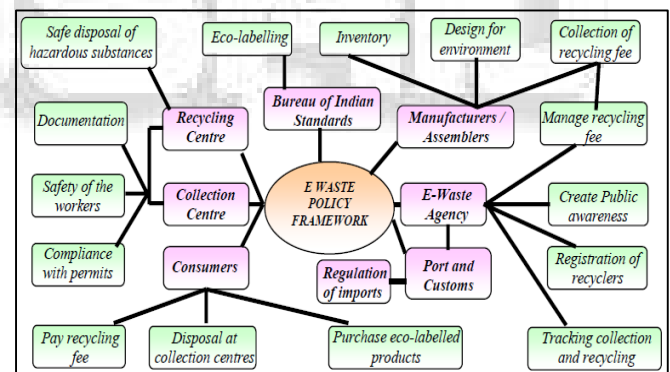 Safe disposal of
hazardous substances
Eco-labelling
Inventory
Design for
environment
Collection of
recycling fee
Documentation
Recycling
Centre
Bureau of Indian
Standards
Manufacturers /
Assemblers
Manage recycling
fee
Safety of the
workers
Collection
Centre
E WASTE
POLICY
FRAMEWORK
E-Waste
Agency
Create Public
awareness
Compliance
with permits
Consumers
Regulation
of imports
Port and
Customs
Registration of
recyclers
Pay recycling
fee
Disposal at
collection centres
Purchase eco-labelled
products
Tracking collection
and recycling